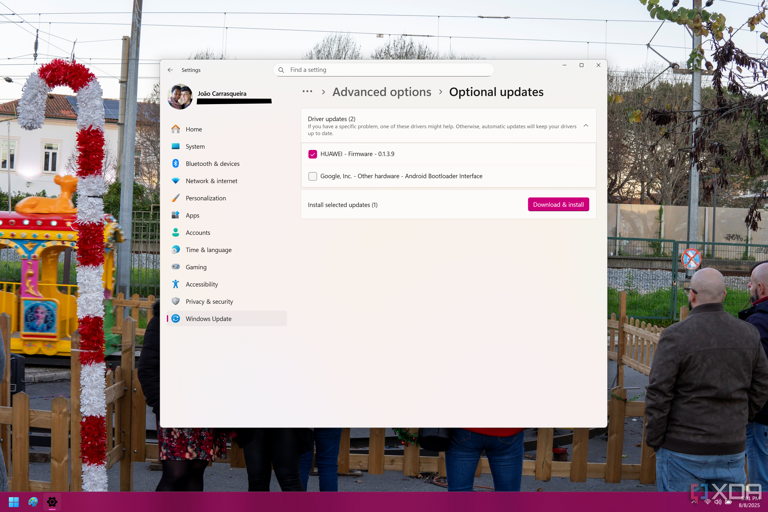 Settings
Find a setting
João Carrasqueira
··· > Advanced options > Optional updates
Home
System
Bluetooth & devices
Network & internet
Personalization
Apps
Accounts
Time & language
Gaming
Accessibility
Privacy & security
Windows Update
Driver updates (2)
If you have a specific problem, one of these drivers might help. Otherwise, automatic updates will keep your drivers
up to date.
HUAWEI - Firmware - 0.1.3.9
Google, Inc. - Other hardware - Android Bootloader Interface
Install selected updates (1)
Download & install
XDA
8/8/2025